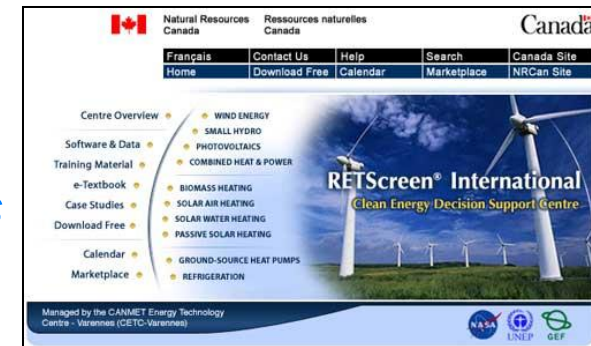 Natural Resources Canada
Ressources naturelles Canada
Canada
Français
Contact Us
Help
Search
Canada Site
Home
Download Free
Calendar
Marketplace
NRCan Site
Centre Overview
Software & Data
Training Material
e-Textbook
Case Studies
Download Free
Calendar
Marketplace
WIND ENERGY
SMALL HYDRO
PHOTOVOLTAICS
COMBINED HEAT & POWER
BIOMASS HEATING
SOLAR AIR HEATING
SOLAR WATER HEATING
PASSIVE SOLAR HEATING
GROUND-SOURCE HEAT PUMPS
REFRIGERATION
RETScreen® International
Clean Energy Decision Support Centre
Managed by the CANMET Energy Technology
Centre - Varennes (CETC-Varennes)
NASA
UNEP
GEF